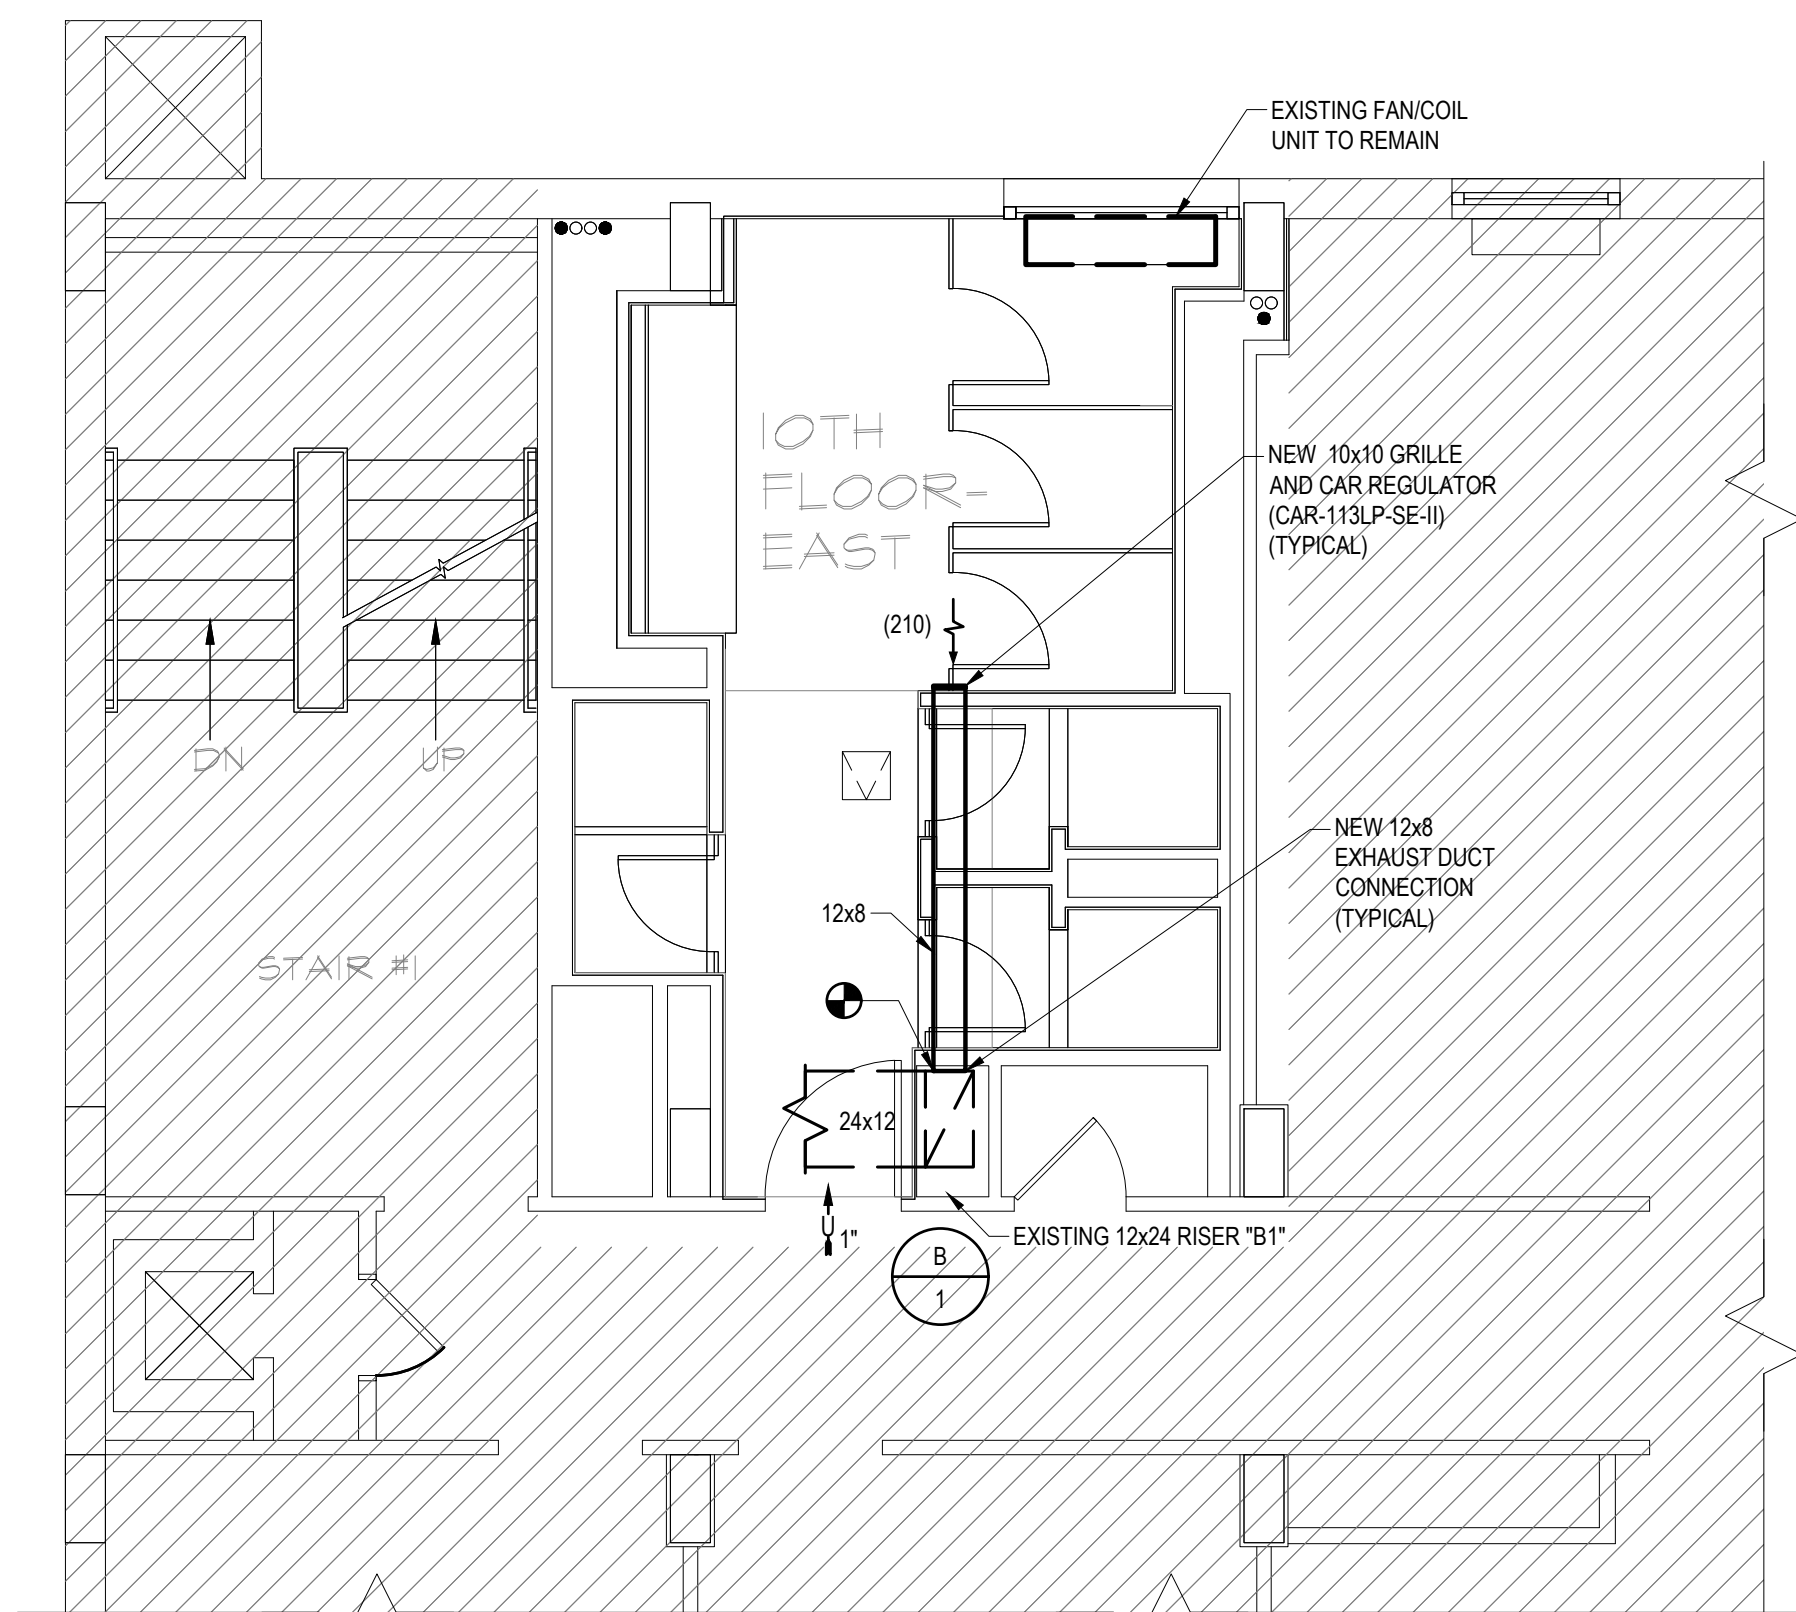 EXISTING FAN/COIL
UNIT TO REMAIN
10TH
FLOOR-
EAST
NEW 10x10 GRILLE
AND CAR REGULATOR
(CAR-113LP-SE-II)
(TYPICAL)
(210)
DN
UP
NEW 12x8
EXHAUST DUCT
CONNECTION
(TYPICAL)
12x8
STAIR #1
24x12
U
1"
EXISTING 12x24 RISER "B1"
B
1